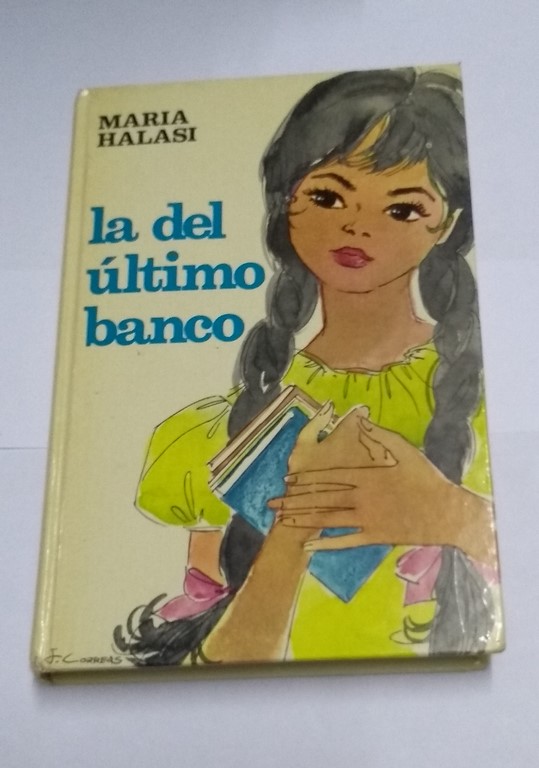 MARIA
HALASI
la del
último
banco
J. CORREAS